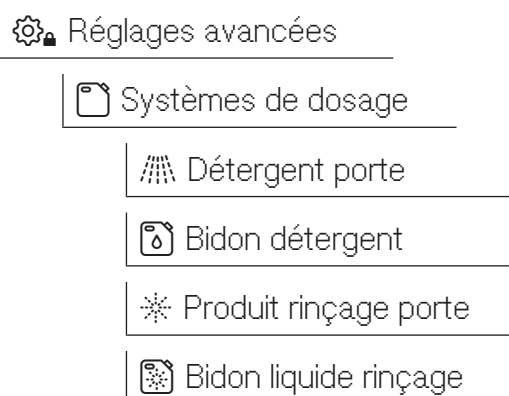 Réglages avancées
Systèmes de dosage
Détergent porte
Bidon détergent
Produit rinçage porte
Bidon liquide rinçage